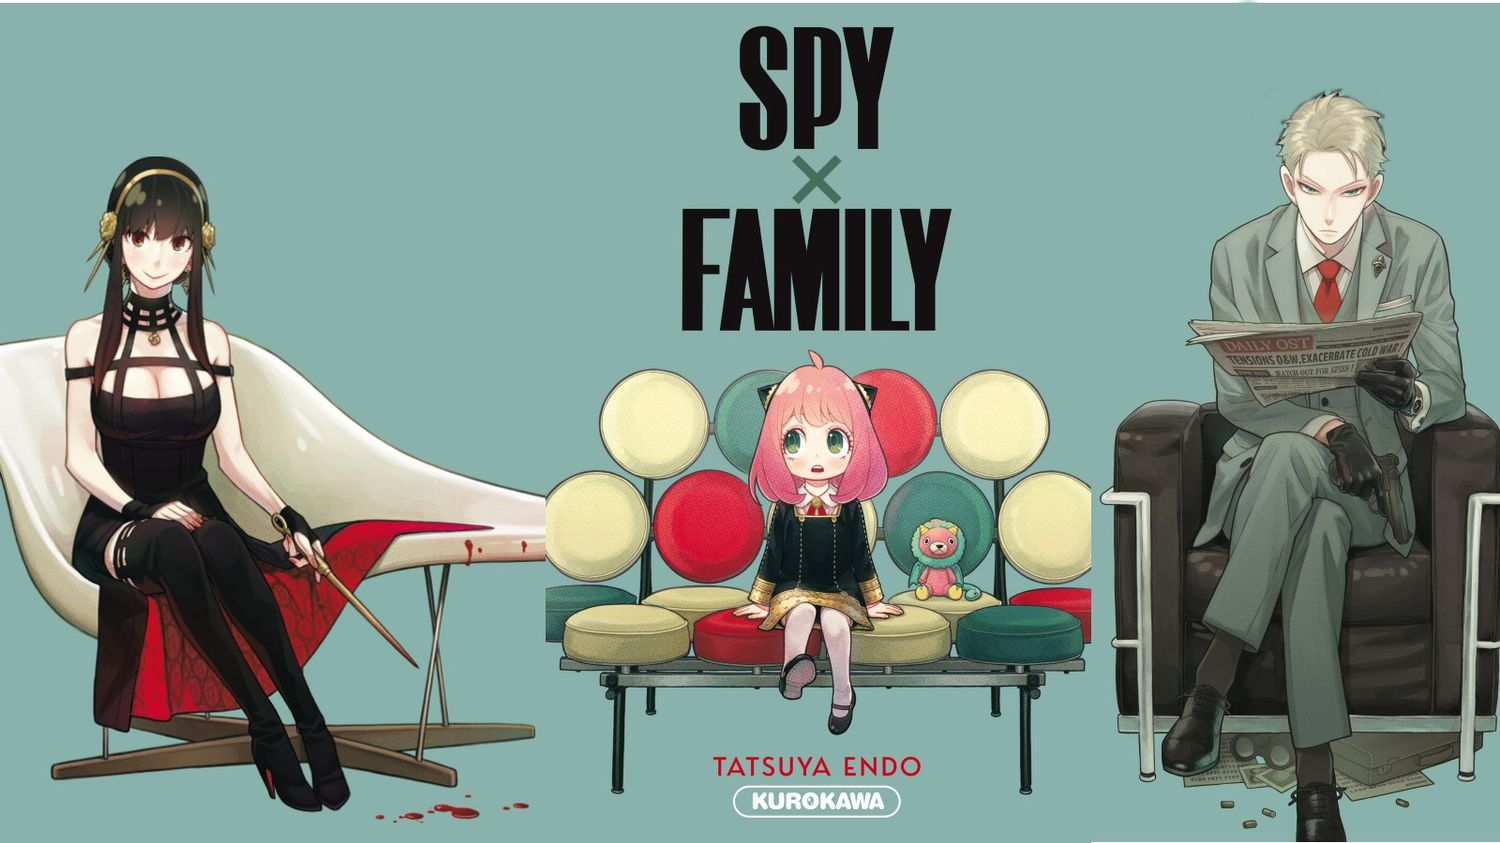 SPY
×
FAMILY
DAILY OST
TENSIONS O&W, EXACERBATE COLD WAR!
WATCH OUT FOR SPIES!
TATSUYA ENDO
KUROKAWA